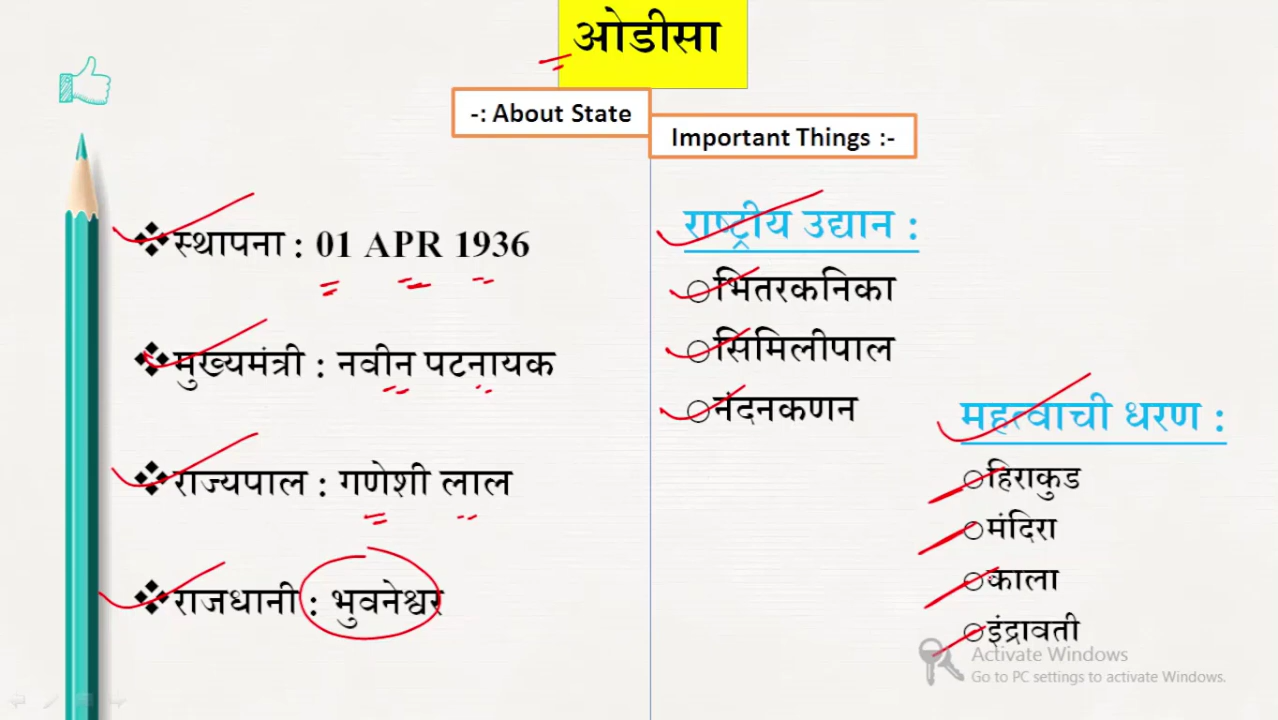 ओडीसा
-: About State
Important Things :-
❖स्थापना : 01 APR 1936
❖मुख्यमंत्री : नवीन पटनायक
❖राज्यपाल : गणेशी लाल
❖राजधानी : भुवनेश्वर
राष्ट्रीय उद्यान :
○भितरकनिका
○सिमिलीपाल
○नंदनकणन
महत्वाची धरण :
○हिराकुड
○मंदिरा
○काला
○इंद्रावती
Activate Windows
Go to PC settings to activate Windows.